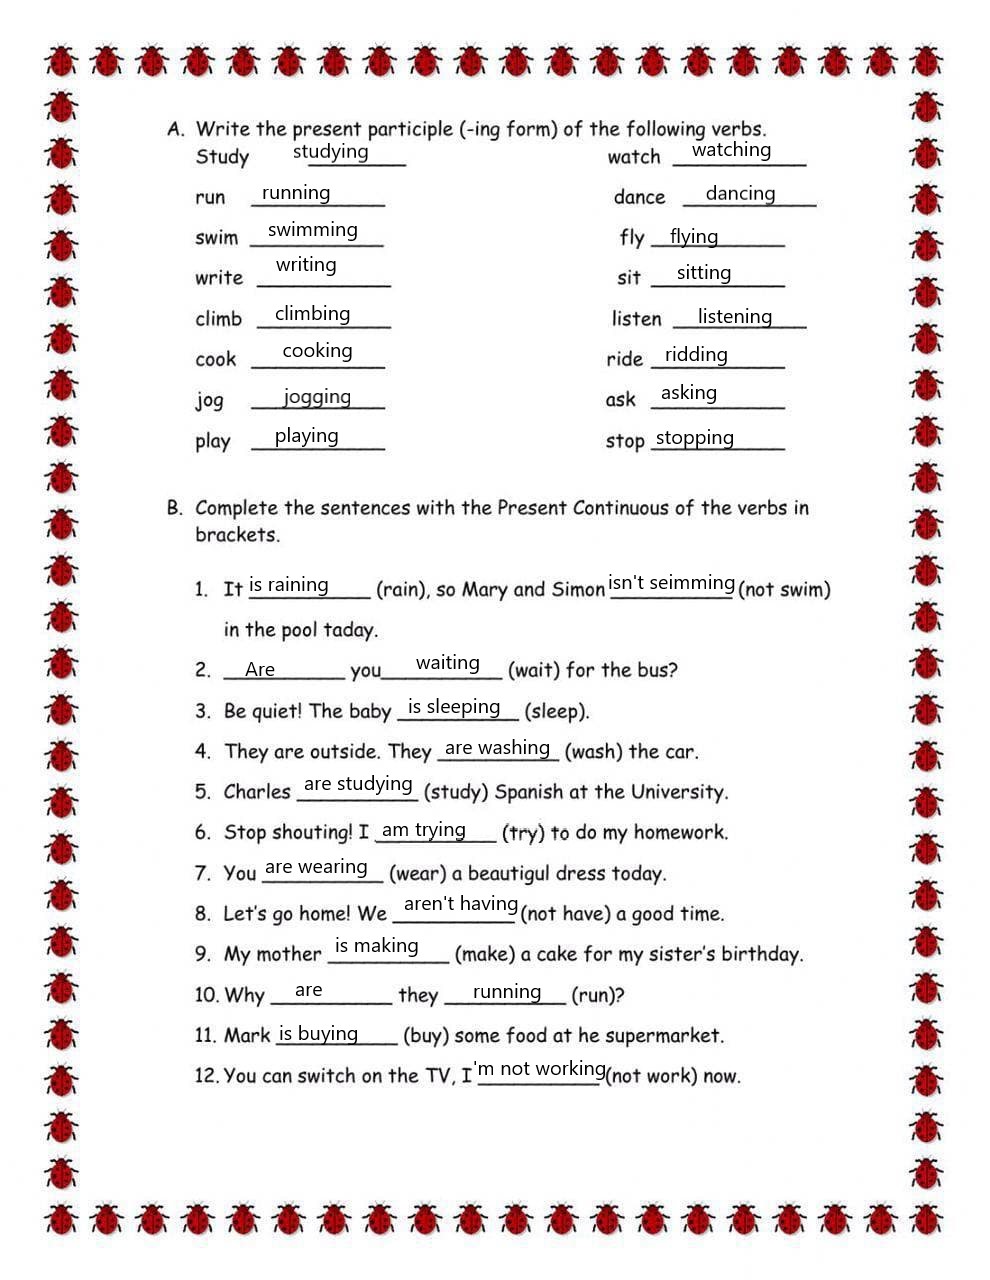 A. Write the present participle (-ing form) of the following verbs.
Study studying watch watching
run running dance dancing
swim swimming fly flying
write writing sit sitting
climb climbing listen listening
cook cooking ride ridding
jog jogging ask asking
play playing stop stopping
B. Complete the sentences with the Present Continuous of the verbs in
brackets.
1. It is raining (rain), so Mary and Simon isn't seimming (not swim)
in the pool taday.
2. Are you waiting (wait) for the bus?
3. Be quiet! The baby is sleeping (sleep).
4. They are outside. They are washing (wash) the car.
5. Charles are studying (study) Spanish at the University.
6. Stop shouting! I am trying (try) to do my homework.
7. You are wearing (wear) a beautigul dress today.
8. Let's go home! We aren't having (not have) a good time.
9. My mother is making (make) a cake for my sister's birthday.
10. Why are they running (run)?
11. Mark is buying (buy) some food at he supermarket.
12. You can switch on the TV, I'm not working (not work) now.